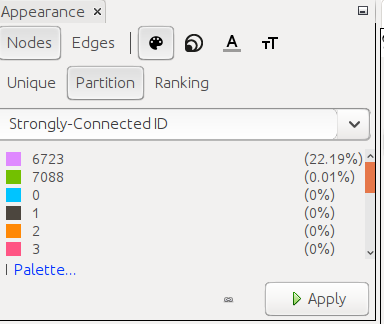 Appearance ×
Nodes Edges A TT
Unique Partition Ranking
Strongly-Connected ID
6723 (22.19%)
7088 (0.01%)
0 (0%)
1 (0%)
2 (0%)
3 (0%)
Palette...
Apply